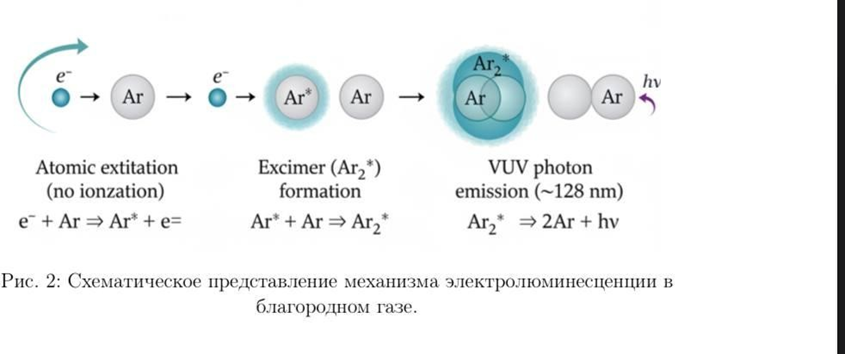 e⁻ → Ar → e⁻ → Ar* Ar → Ar₂* Ar Ar hν
Atomic extitation
(no ionzation)
e⁻ + Ar ⇒ Ar* + e=
Excimer (Ar₂*)
formation
Ar* + Ar ⇒ Ar₂*
VUV photon
emission (~128 nm)
Ar₂* ⇒ 2Ar + hν
Рис. 2: Схематическое представление механизма электролюминесценции в
благородном газе.